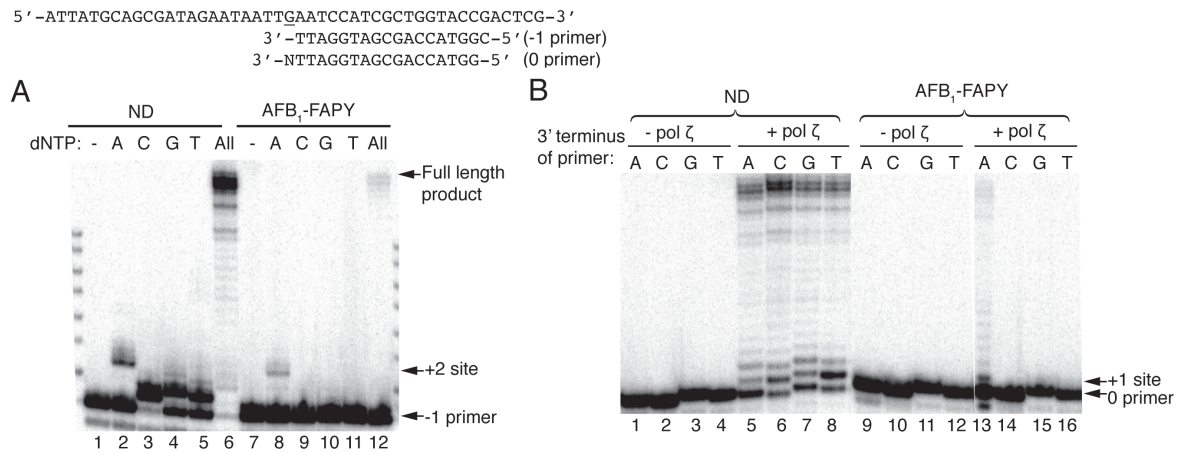 5'-ATTATGCAGCGATAGAATAATTGAATCCATCGCTGGTACCGACTCG-3'
3'-TTAGGTAGCGACCATGGC-5' (-1 primer)
3'-NTTAGGTAGCGACCATGG-5' (0 primer)
A
ND AFB1-FAPY
dNTP: - A C G T All - A C G T All
Full length
product
+2 site
-1 primer
1 2 3 4 5 6 7 8 9 10 11 12
B
ND AFB1-FAPY
3' terminus
of primer:
- pol ζ + pol ζ - pol ζ + pol ζ
A C G T A C G T A C G T A C G T
+1 site
0 primer
1 2 3 4 5 6 7 8 9 10 11 12 13 14 15 16